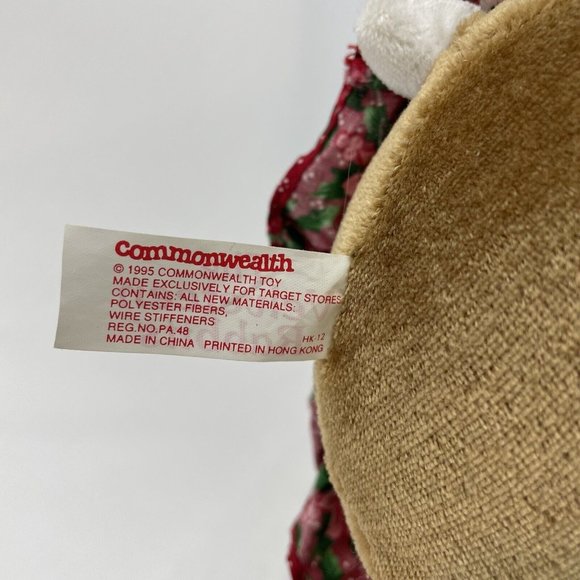 commonwealth
© 1995 COMMONWEALTH TOY
MADE EXCLUSIVELY FOR TARGET STORES
CONTAINS: ALL NEW MATERIALS:
POLYESTER FIBERS,
WIRE STIFFENERS
REG.NO.PA.48 HK-12
MADE IN CHINA PRINTED IN HONG KONG